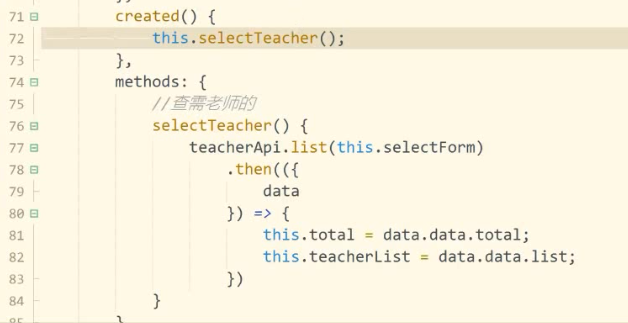 71 created() {
72 this.selectTeacher();
73 },
74 methods: {
75 //查需老师的
76 selectTeacher() {
77 teacherApi.list(this.selectForm)
78 .then(({
79 data
80 }) => {
81 this.total = data.data.total;
82 this.teacherList = data.data.list;
83 })
84 }